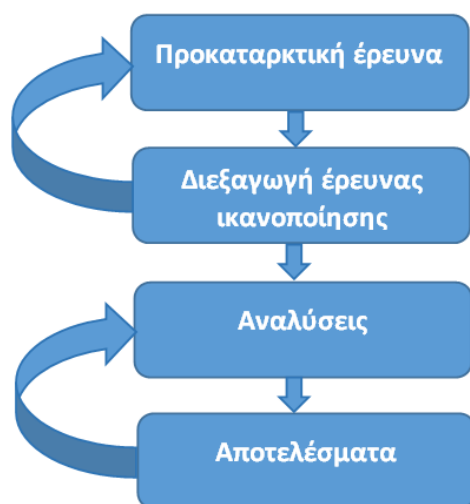 Προκαταρκτική έρευνα
Διεξαγωγή έρευνας
ικανοποίησης
Αναλύσεις
Αποτελέσματα